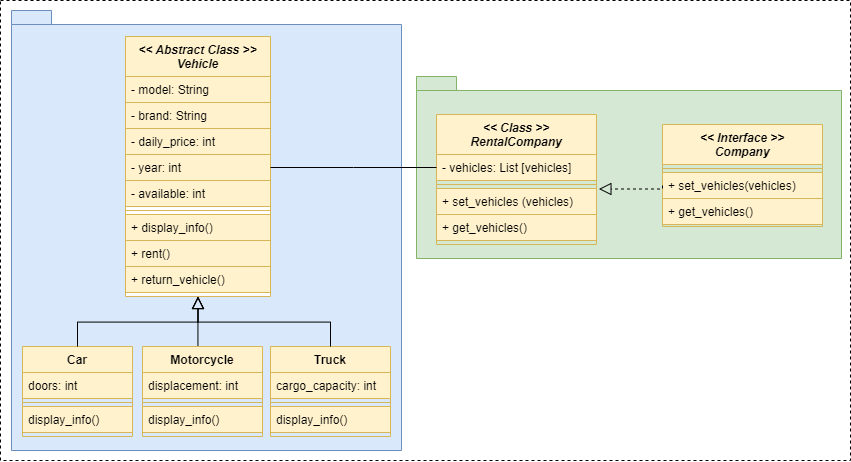 << Abstract Class >>
Vehicle
- model: String
- brand: String
- daily_price: int
- year: int
- available: int
+ display_info()
+ rent()
+ return_vehicle()
Car
doors: int
display_info()
Motorcycle
displacement: int
display_info()
Truck
cargo_capacity: int
display_info()
<< Class >>
RentalCompany
- vehicles: List [vehicles]
+ set_vehicles (vehicles)
+ get_vehicles()
<< Interface >>
Company
+ set_vehicles(vehicles)
+ get_vehicles()